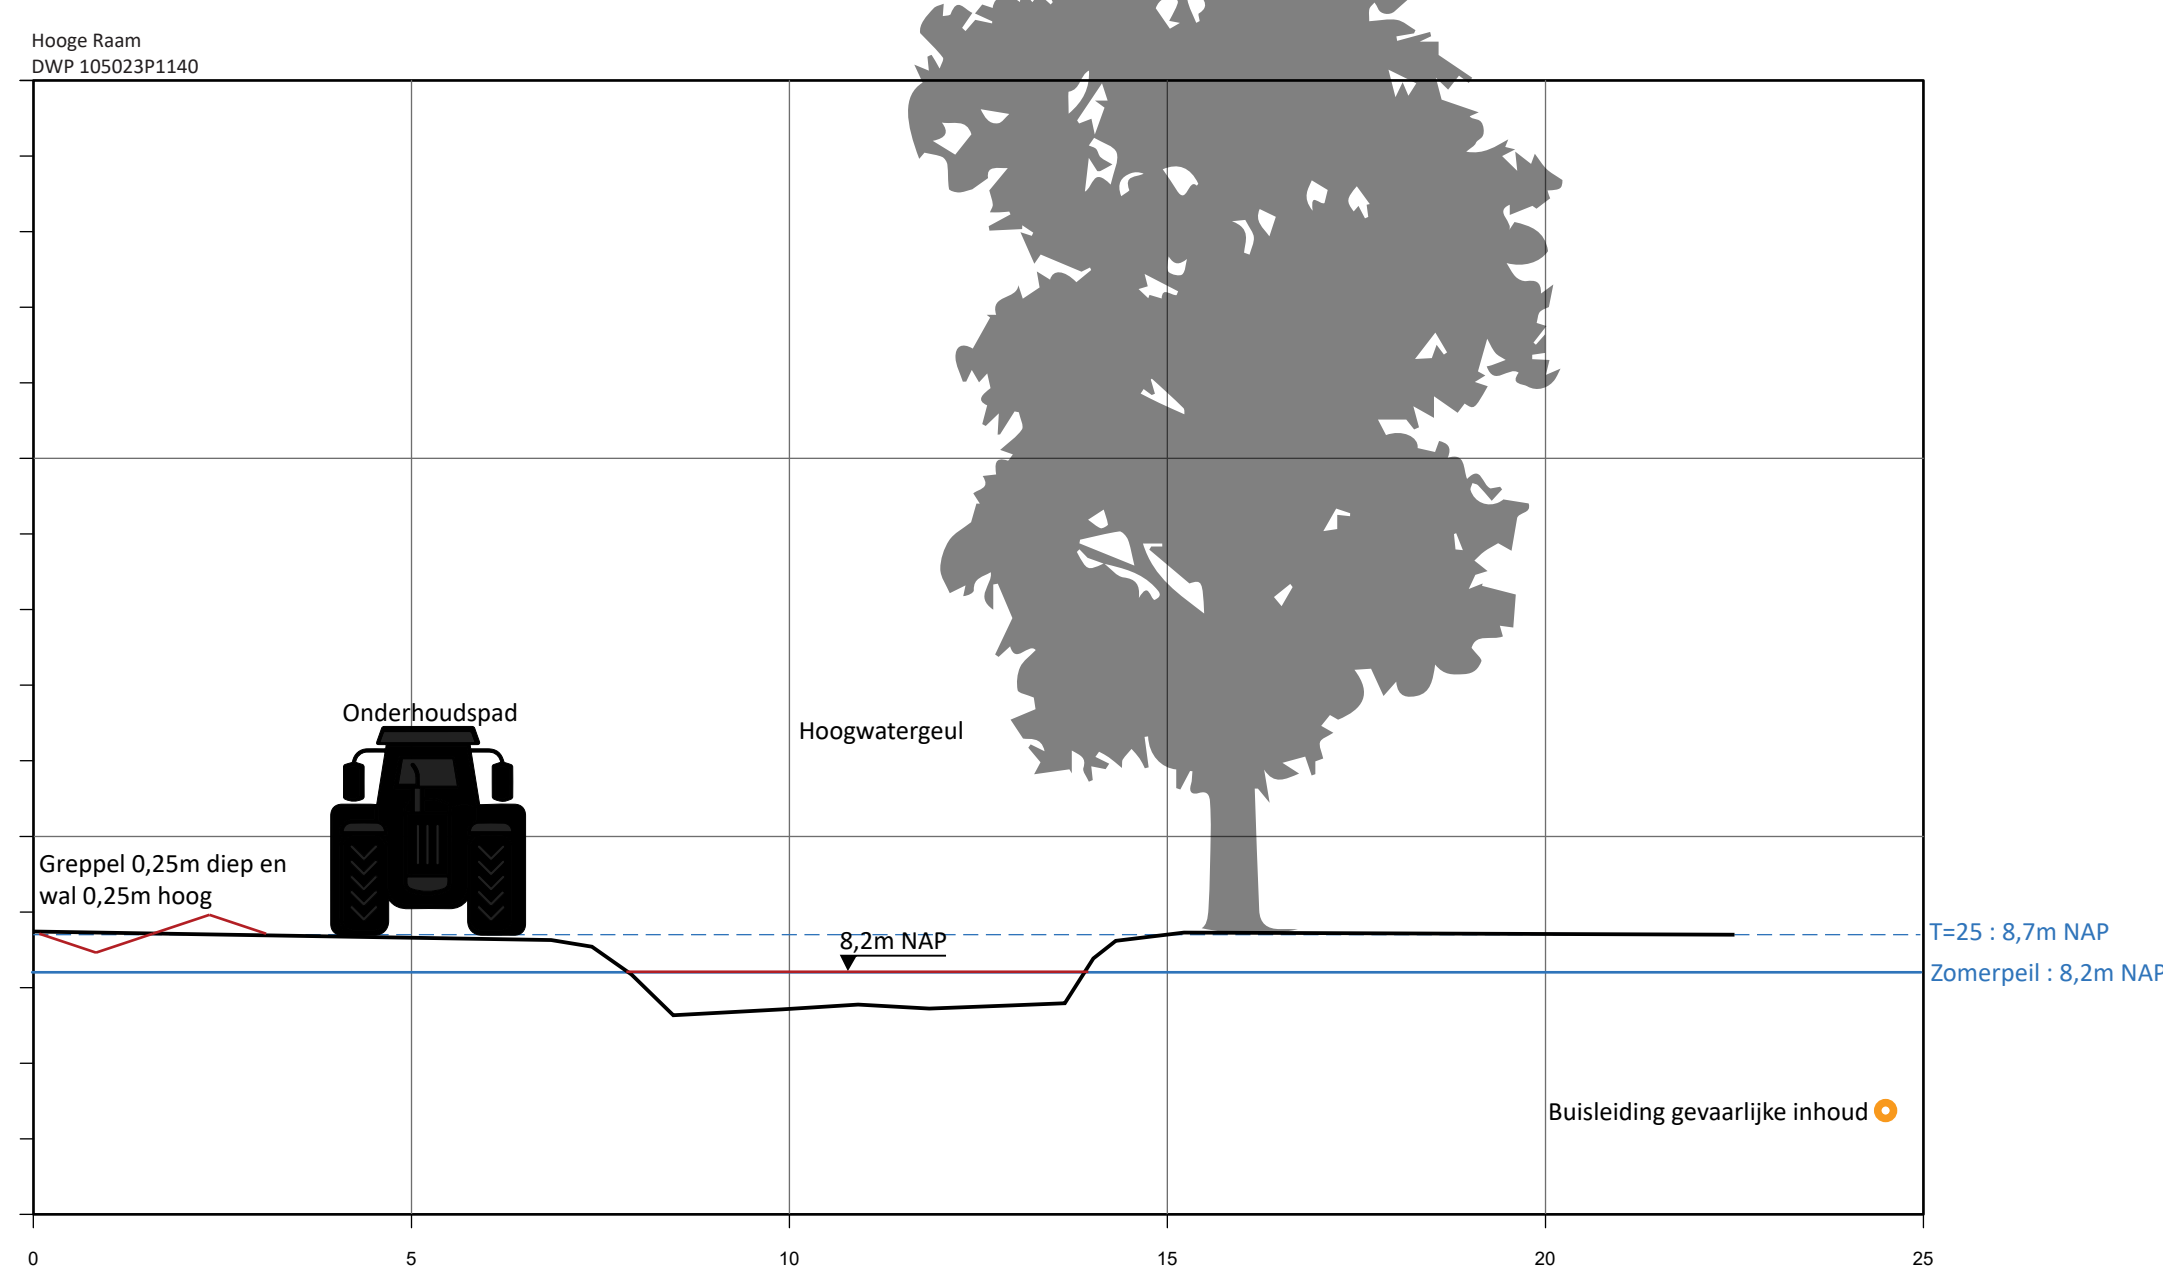 Hooge Raam
DWP 105023P1140
Onderhoudspad
Hoogwatergeul
Greppel 0,25m diep en
wal 0,25m hoog
8,2m NAP
T=25 : 8,7m NAP
Zomerpeil : 8,2m NAP
Buisleiding gevaarlijke inhoud
0 5 10 15 20 25